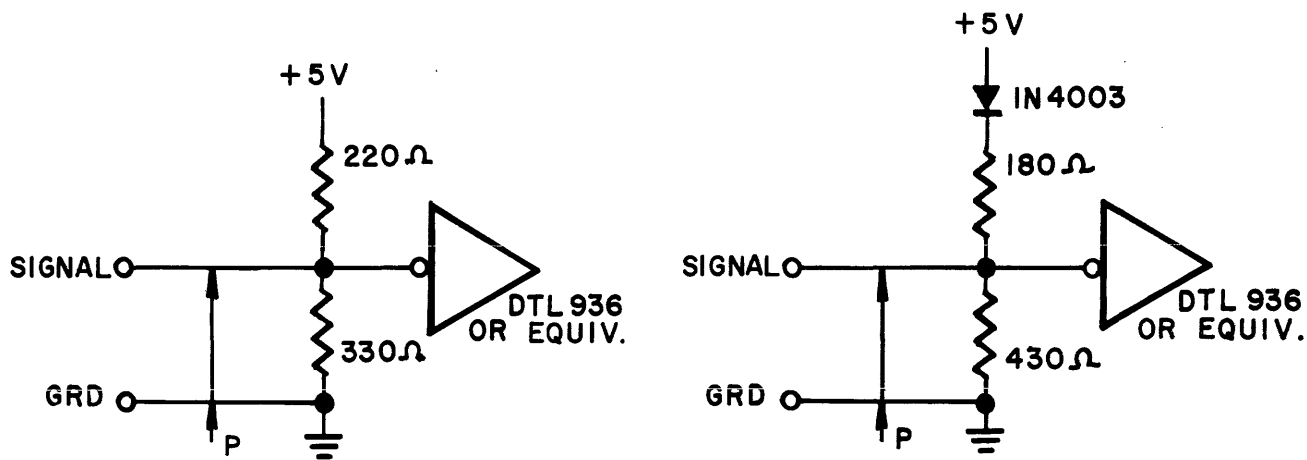 +5V
220Ω
SIGNAL
DTL 936
OR EQUIV.
330Ω
GRD
P
+5V
IN4003
180Ω
SIGNAL
DTL 936
OR EQUIV.
430Ω
GRD
P